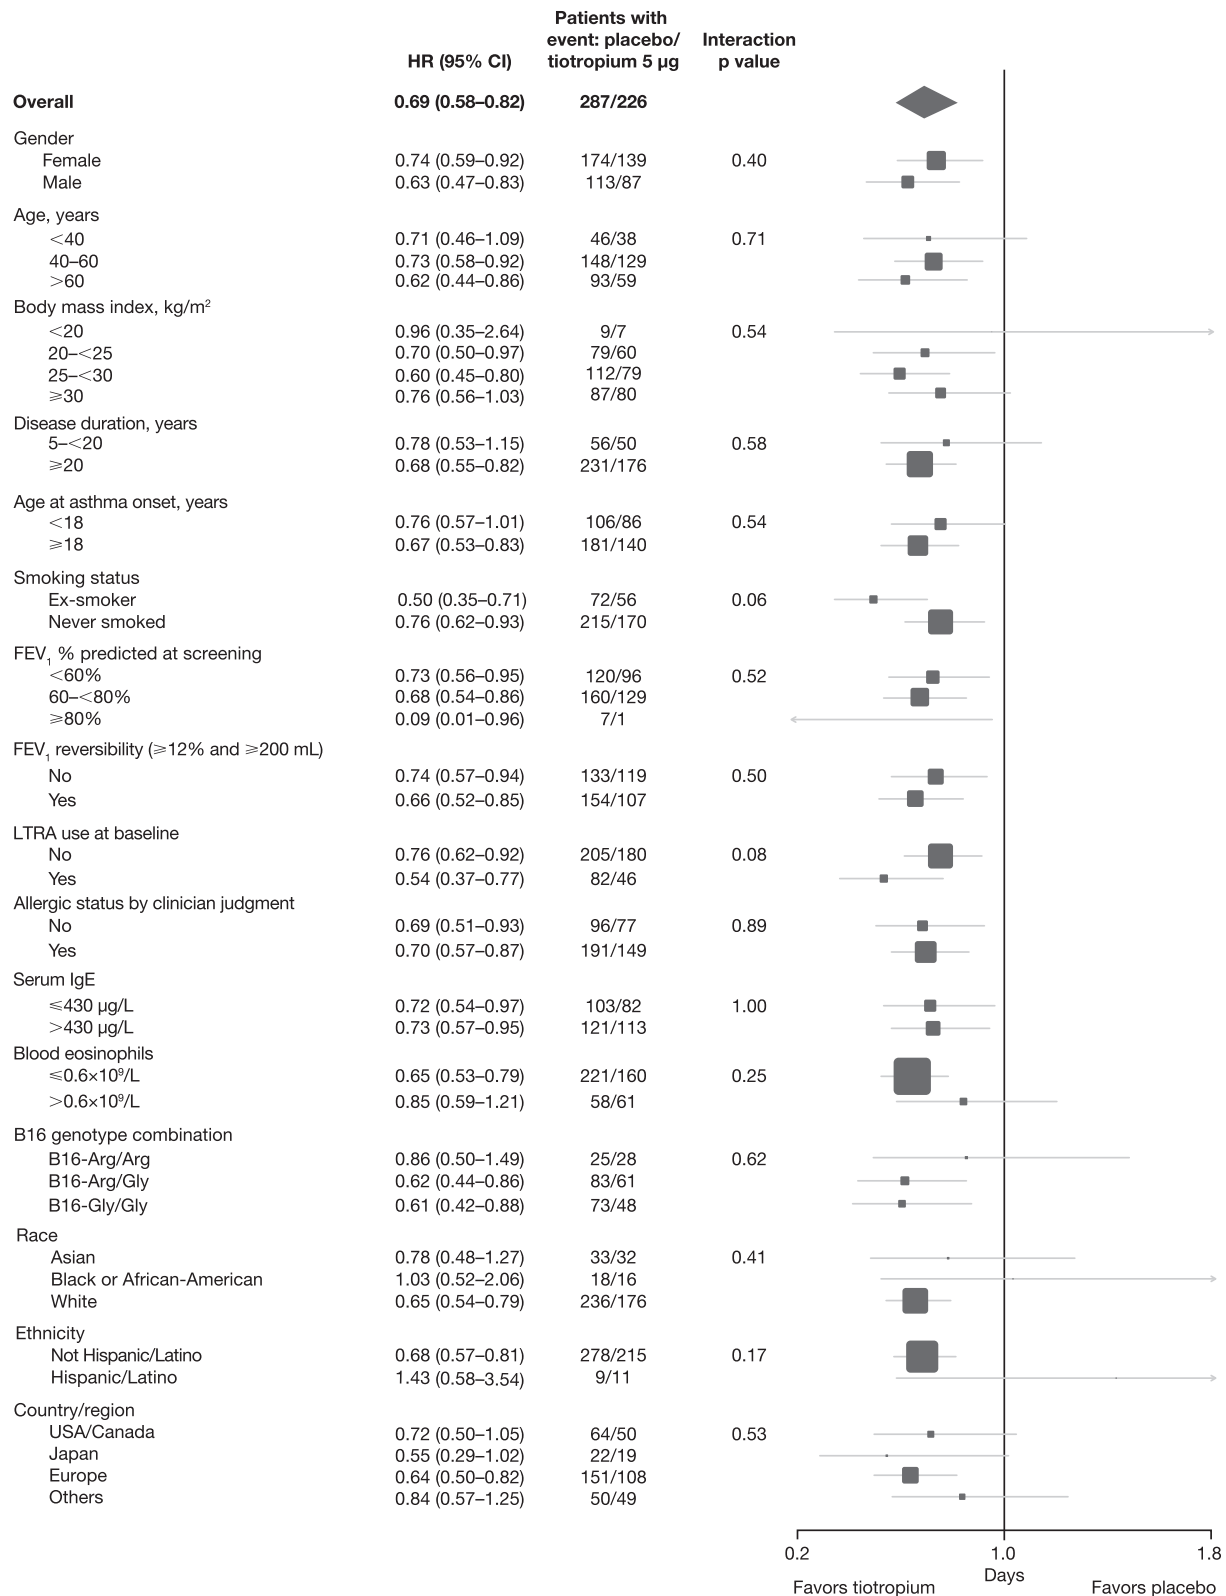 Patients with
event: placebo/ Interaction
HR (95% CI) tiotropium 5 µg p value
Overall 0.69 (0.58–0.82) 287/226
Gender
Female 0.74 (0.59–0.92) 174/139 0.40
Male 0.63 (0.47–0.83) 113/87
Age, years
<40 0.71 (0.46–1.09) 46/38 0.71
40–60 0.73 (0.58–0.92) 148/129
>60 0.62 (0.44–0.86) 93/59
Body mass index, kg/m²
<20 0.96 (0.35–2.64) 9/7 0.54
20–<25 0.70 (0.50–0.97) 79/60
25–<30 0.60 (0.45–0.80) 112/79
≥30 0.76 (0.56–1.03) 87/80
Disease duration, years
5–<20 0.78 (0.53–1.15) 56/50 0.58
≥20 0.68 (0.55–0.82) 231/176
Age at asthma onset, years
<18 0.76 (0.57–1.01) 106/86 0.54
≥18 0.67 (0.53–0.83) 181/140
Smoking status
Ex-smoker 0.50 (0.35–0.71) 72/56 0.06
Never smoked 0.76 (0.62–0.93) 215/170
FEV₁ % predicted at screening
<60% 0.73 (0.56–0.95) 120/96 0.52
60–<80% 0.68 (0.54–0.86) 160/129
≥80% 0.09 (0.01–0.96) 7/1
FEV₁ reversibility (≥12% and ≥200 mL)
No 0.74 (0.57–0.94) 133/119 0.50
Yes 0.66 (0.52–0.85) 154/107
LTRA use at baseline
No 0.76 (0.62–0.92) 205/180 0.08
Yes 0.54 (0.37–0.77) 82/46
Allergic status by clinician judgment
No 0.69 (0.51–0.93) 96/77 0.89
Yes 0.70 (0.57–0.87) 191/149
Serum IgE
≤430 µg/L 0.72 (0.54–0.97) 103/82 1.00
>430 µg/L 0.73 (0.57–0.95) 121/113
Blood eosinophils
≤0.6×10⁹/L 0.65 (0.53–0.79) 221/160 0.25
>0.6×10⁹/L 0.85 (0.59–1.21) 58/61
B16 genotype combination
B16-Arg/Arg 0.86 (0.50–1.49) 25/28 0.62
B16-Arg/Gly 0.62 (0.44–0.86) 83/61
B16-Gly/Gly 0.61 (0.42–0.88) 73/48
Race
Asian 0.78 (0.48–1.27) 33/32 0.41
Black or African-American 1.03 (0.52–2.06) 18/16
White 0.65 (0.54–0.79) 236/176
Ethnicity
Not Hispanic/Latino 0.68 (0.57–0.81) 278/215 0.17
Hispanic/Latino 1.43 (0.58–3.54) 9/11
Country/region
USA/Canada 0.72 (0.50–1.05) 64/50 0.53
Japan 0.55 (0.29–1.02) 22/19
Europe 0.64 (0.50–0.82) 151/108
Others 0.84 (0.57–1.25) 50/49
0.2 1.0 1.8
Days
Favors tiotropium Favors placebo